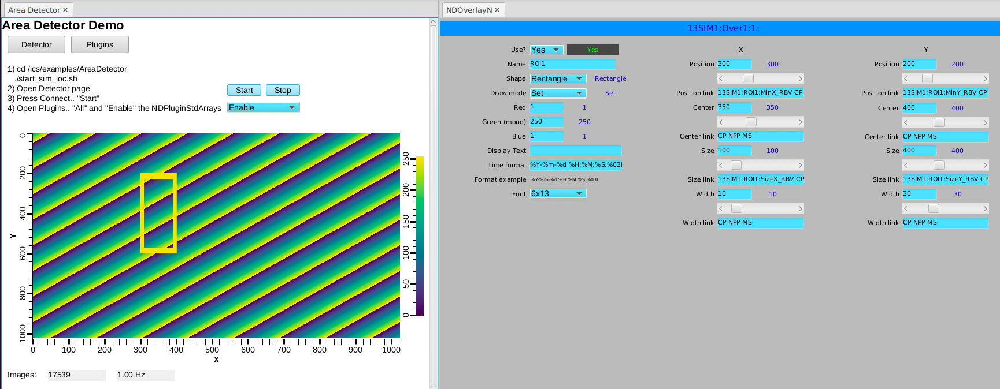 Area Detector
Area Detector Demo
Detector Plugins
1) cd /ics/examples/AreaDetector
./start_sim_ioc.sh
2) Open Detector page
3) Press Connect.. "Start"
4) Open Plugins.. "All" and "Enable" the NDPluginStdArrays
Start Stop
Enable
0
200
400
600
800
1000
Y
0 100 200 300 400 500 600 700 800 900 1000
X
250
200
150
100
50
0
Images: 17539 1.00 Hz
NDOverlayN
13SIM1:Over1:1:
Use? Yes Yes
Name ROI1
Shape Rectangle Rectangle
Draw mode Set Set
Red 1 1
Green (mono) 250 250
Blue 1 1
Display Text
Time format %Y-%m-%d %H:%M:%S.%03f
Format example %Y-%m-%d %H:%M:%S.%03f
Font 6x13
X
Position 300 300
Position link 13SIM1:ROI1:MinX_RBV CP
Center 350 350
Center link CP NPP MS
Size 100 100
Size link 13SIM1:ROI1:SizeX_RBV CP
Width 10 10
Width link CP NPP MS
Y
Position 200 200
Position link 13SIM1:ROI1:MinY_RBV CP
Center 400 400
Center link CP NPP MS
Size 400 400
Size link 13SIM1:ROI1:SizeY_RBV CP
Width 30 30
Width link CP NPP MS